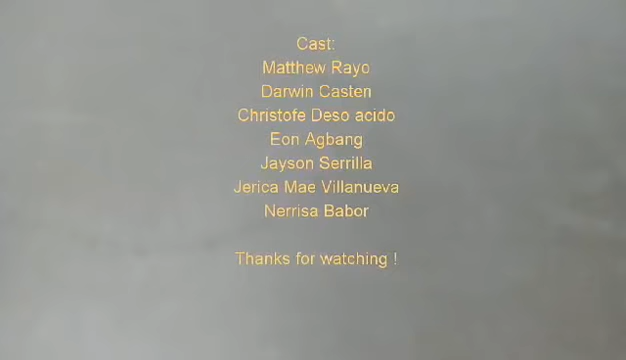 Cast:
Matthew Rayo
Darwin Casten
Christofe Deso acido
Eon Agbang
Jayson Serrilla
Jerica Mae Villanueva
Nerrisa Babor
Thanks for watching !